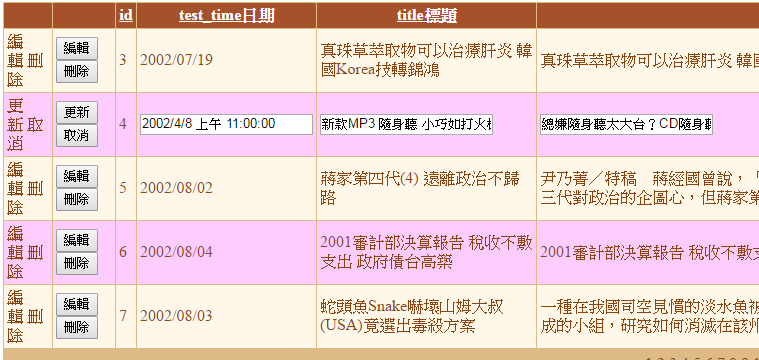 id test_time日期 title標題
編輯 刪除 編輯 刪除 3 2002/07/19 真珠草萃取物可以治療肝炎 韓國Korea技轉錦鴻 真珠草萃取物可以治療肝炎
更新 取消 更新 取消 4 2002/4/8 上午 11:00:00 新款MP3 隨身聽 小巧如打火 總嫌隨身聽太大台？CD隨身
編輯 刪除 編輯 刪除 5 2002/08/02 蔣家第四代(4) 遠離政治不歸路 尹乃菁／特稿 蔣經國曾說，「 三代對政治的企圖心，但蔣家第
編輯 刪除 編輯 刪除 6 2002/08/04 2001審計部決算報告 稅收不敷支出 政府債台高築 2001審計部決算報告 稅收不敷
編輯 刪除 編輯 刪除 7 2002/08/03 蛇頭魚Snake嚇壞山姆大叔(USA)竟選出毒殺方案 一種在我國司空見慣的淡水魚被 成的小組，研究如何消滅在該州